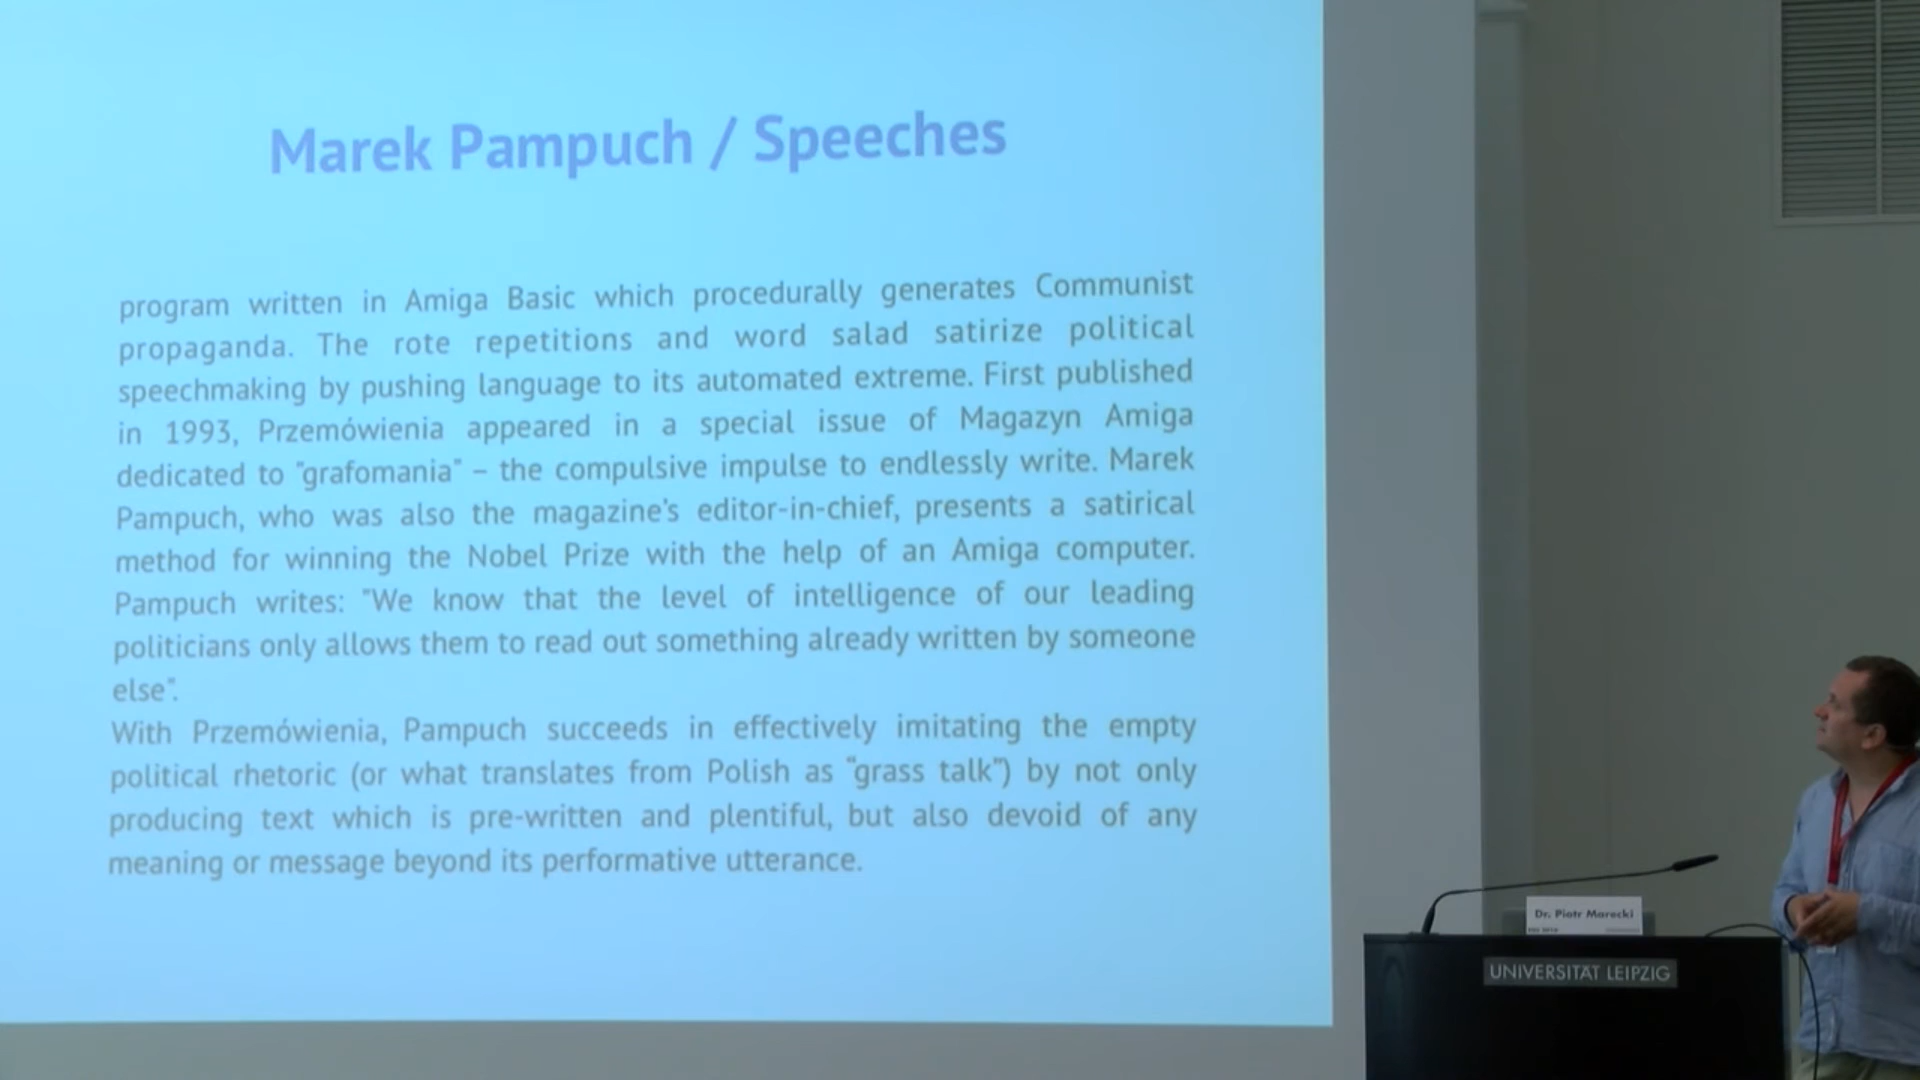 Marek Pampuch / Speeches
program written in Amiga Basic which procedurally generates Communist
propaganda. The rote repetitions and word salad satirize political
speechmaking by pushing language to its automated extreme. First published
in 1993, Przemówienia appeared in a special issue of Magazyn Amiga
dedicated to "grafomania" – the compulsive impulse to endlessly write. Marek
Pampuch, who was also the magazine's editor-in-chief, presents a satirical
method for winning the Nobel Prize with the help of an Amiga computer.
Pampuch writes: "We know that the level of intelligence of our leading
politicians only allows them to read out something already written by someone
else".
With Przemówienia, Pampuch succeeds in effectively imitating the empty
political rhetoric (or what translates from Polish as "grass talk") by not only
producing text which is pre-written and plentiful, but also devoid of any
meaning or message beyond its performative utterance.
Dr. Piotr Marecki
UNIVERSITÄT LEIPZIG